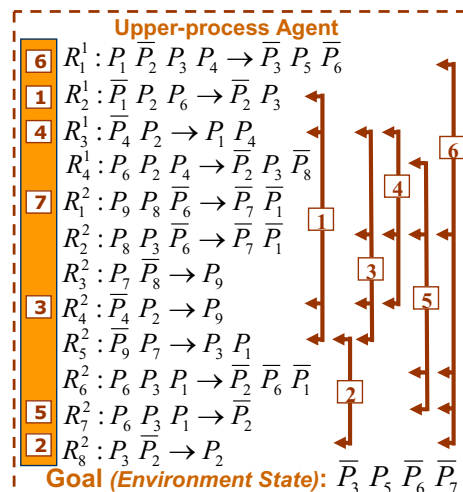 Upper-process Agent
6 R₁¹ : P₁ P̅₂ P₃ P₄ → P̅₃ P₅ P̅₆
1 R₂¹ : P̅₁ P₂ P₆ → P̅₂ P₃
4 R₃¹ : P̅₄ P₂ → P₁ P₄
R₄¹ : P₆ P₂ P₄ → P̅₂ P₃ P̅₈
7 R₁² : P₉ P₈ P̅₆ → P̅₇ P̅₁
R₂² : P₈ P₃ P̅₆ → P̅₇ P̅₁
R₃² : P₇ P̅₈ → P₉
3 R₄² : P̅₄ P₂ → P₉
R₅² : P̅₉ P₇ → P₃ P₁
R₆² : P₆ P₃ P₁ → P̅₂ P̅₆ P̅₁
5 R₇² : P₆ P₃ P₁ → P̅₂
2 R₈² : P₃ P̅₂ → P₂
1
2
3
4
5
6
Goal (Environment State): P̅₃ P₅ P̅₆ P̅₇